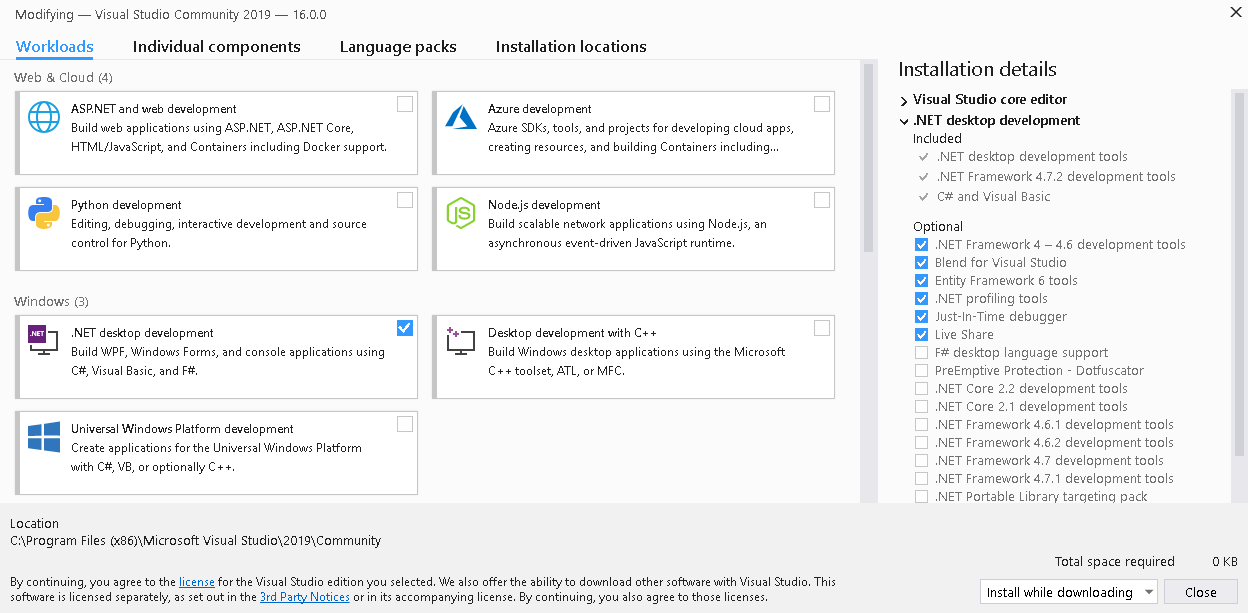 Modifying — Visual Studio Community 2019 — 16.0.0
Workloads
Individual components
Language packs
Installation locations
Web & Cloud (4)
ASP.NET and web development
Build web applications using ASP.NET, ASP.NET Core,
HTML/JavaScript, and Containers including Docker support.
Azure development
Azure SDKs, tools, and projects for developing cloud apps,
creating resources, and building Containers including...
Python development
Editing, debugging, interactive development and source
control for Python.
Node.js development
Build scalable network applications using Node.js, an
asynchronous event-driven JavaScript runtime.
Windows (3)
.NET
.NET desktop development
Build WPF, Windows Forms, and console applications using
C#, Visual Basic, and F#.
Desktop development with C++
Build Windows desktop applications using the Microsoft
C++ toolset, ATL, or MFC.
Universal Windows Platform development
Create applications for the Universal Windows Platform
with C#, VB, or optionally C++.
Installation details
Visual Studio core editor
.NET desktop development
Included
.NET desktop development tools
.NET Framework 4.7.2 development tools
C# and Visual Basic
Optional
.NET Framework 4 – 4.6 development tools
Blend for Visual Studio
Entity Framework 6 tools
.NET profiling tools
Just-In-Time debugger
Live Share
F# desktop language support
PreEmptive Protection - Dotfuscator
.NET Core 2.2 development tools
.NET Core 2.1 development tools
.NET Framework 4.6.1 development tools
.NET Framework 4.6.2 development tools
.NET Framework 4.7 development tools
.NET Framework 4.7.1 development tools
.NET Portable Library targeting pack
Location
C:\Program Files (x86)\Microsoft Visual Studio\2019\Community
Total space required 0 KB
By continuing, you agree to the license for the Visual Studio edition you selected. We also offer the ability to download other software with Visual Studio. This
software is licensed separately, as set out in the 3rd Party Notices or in its accompanying license. By continuing, you also agree to those licenses.
Install while downloading
Close